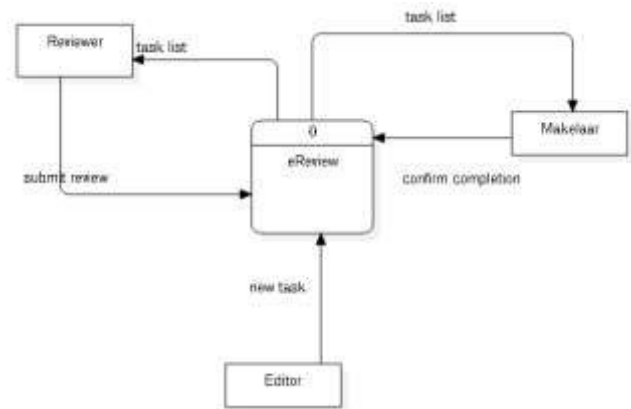 task list
Reviewer
task list
0
Makelaar
eReview
submit review
confirm completion
new task
Editor